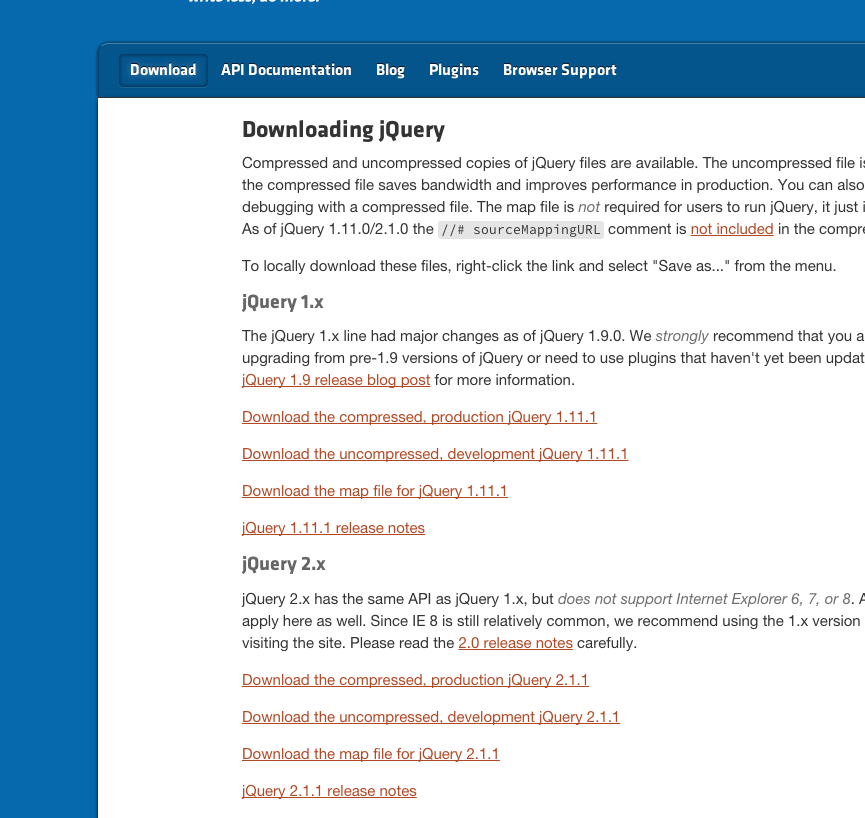 write less, do more.
Download API Documentation Blog Plugins Browser Support
Downloading jQuery
Compressed and uncompressed copies of jQuery files are available. The uncompressed file is
the compressed file saves bandwidth and improves performance in production. You can also
debugging with a compressed file. The map file is not required for users to run jQuery, it just
As of jQuery 1.11.0/2.1.0 the //# sourceMappingURL comment is not included in the compre
To locally download these files, right-click the link and select "Save as..." from the menu.
jQuery 1.x
The jQuery 1.x line had major changes as of jQuery 1.9.0. We strongly recommend that you a
upgrading from pre-1.9 versions of jQuery or need to use plugins that haven't yet been updat
jQuery 1.9 release blog post for more information.
Download the compressed, production jQuery 1.11.1
Download the uncompressed, development jQuery 1.11.1
Download the map file for jQuery 1.11.1
jQuery 1.11.1 release notes
jQuery 2.x
jQuery 2.x has the same API as jQuery 1.x, but does not support Internet Explorer 6, 7, or 8. A
apply here as well. Since IE 8 is still relatively common, we recommend using the 1.x version
visiting the site. Please read the 2.0 release notes carefully.
Download the compressed, production jQuery 2.1.1
Download the uncompressed, development jQuery 2.1.1
Download the map file for jQuery 2.1.1
jQuery 2.1.1 release notes